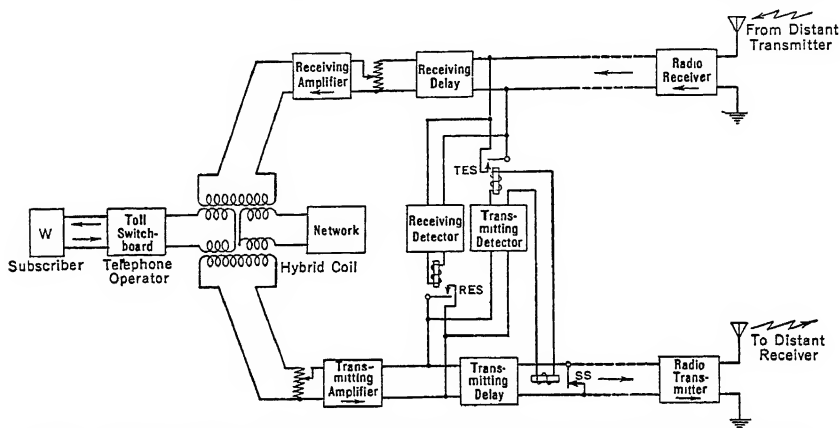 From Distant
Transmitter
Receiving
Amplifier
Receiving
Delay
Radio
Receiver
TES
W
Subscriber
Toll
Switch-
board
Telephone
Operator
Network
Hybrid Coil
Receiving
Detector
Trans-
mitting
Detector
RES
Trans-
mitting
Amplifier
Trans-
mitting
Delay
SS
Radio
Trans-
mitter
To Distant
Receiver